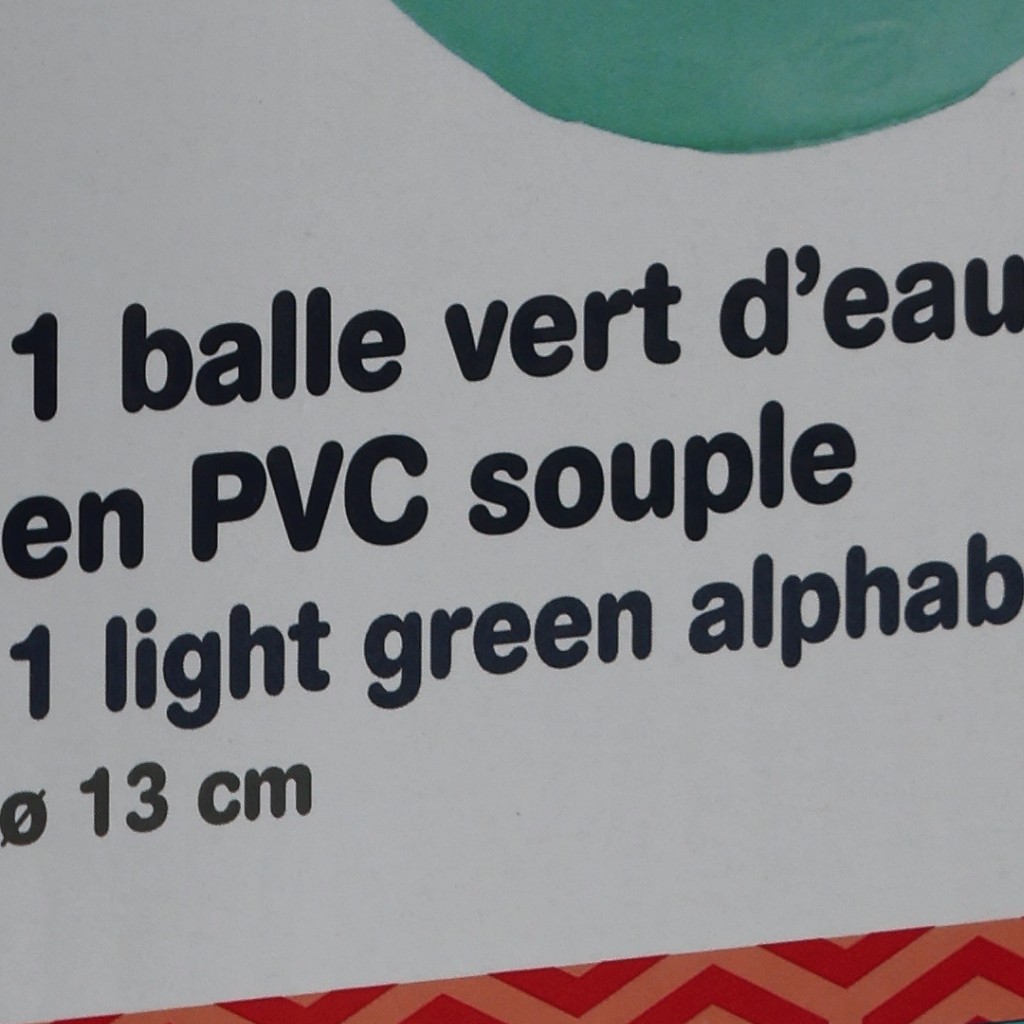 1 balle vert d'eau
en PVC souple
1 light green alphab
ø 13 cm